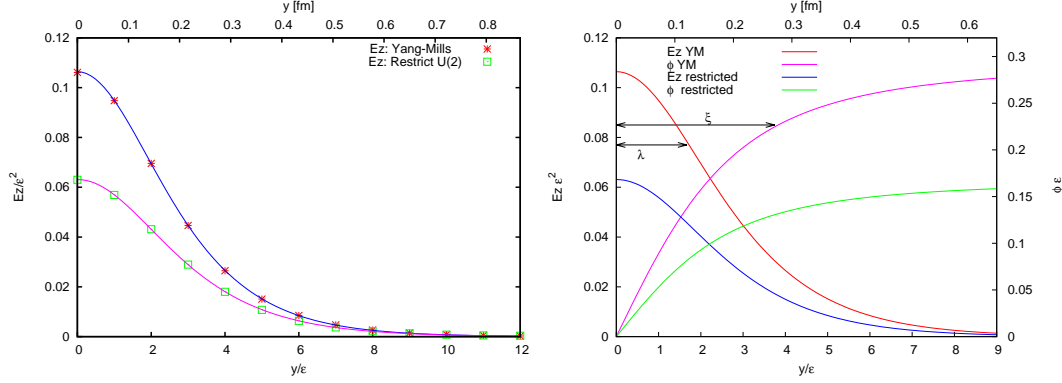 y [fm]
0 0.1 0.2 0.3 0.4 0.5 0.6 0.7 0.8
0.12
0.1
0.08
0.06
0.04
0.02
0
Ez/ε²
Ez: Yang-Mills
Ez: Restrict U(2)
0 2 4 6 8 10 12
y/ε
y [fm]
0 0.1 0.2 0.3 0.4 0.5 0.6
0.12
0.1
0.08
0.06
0.04
0.02
0
Ez ε²
Ez YM
ϕ YM
Ez restricted
ϕ restricted
ξ
λ
0.3
0.25
0.2
0.15
0.1
0.05
0
ϕ ε
0 1 2 3 4 5 6 7 8 9
y/ε